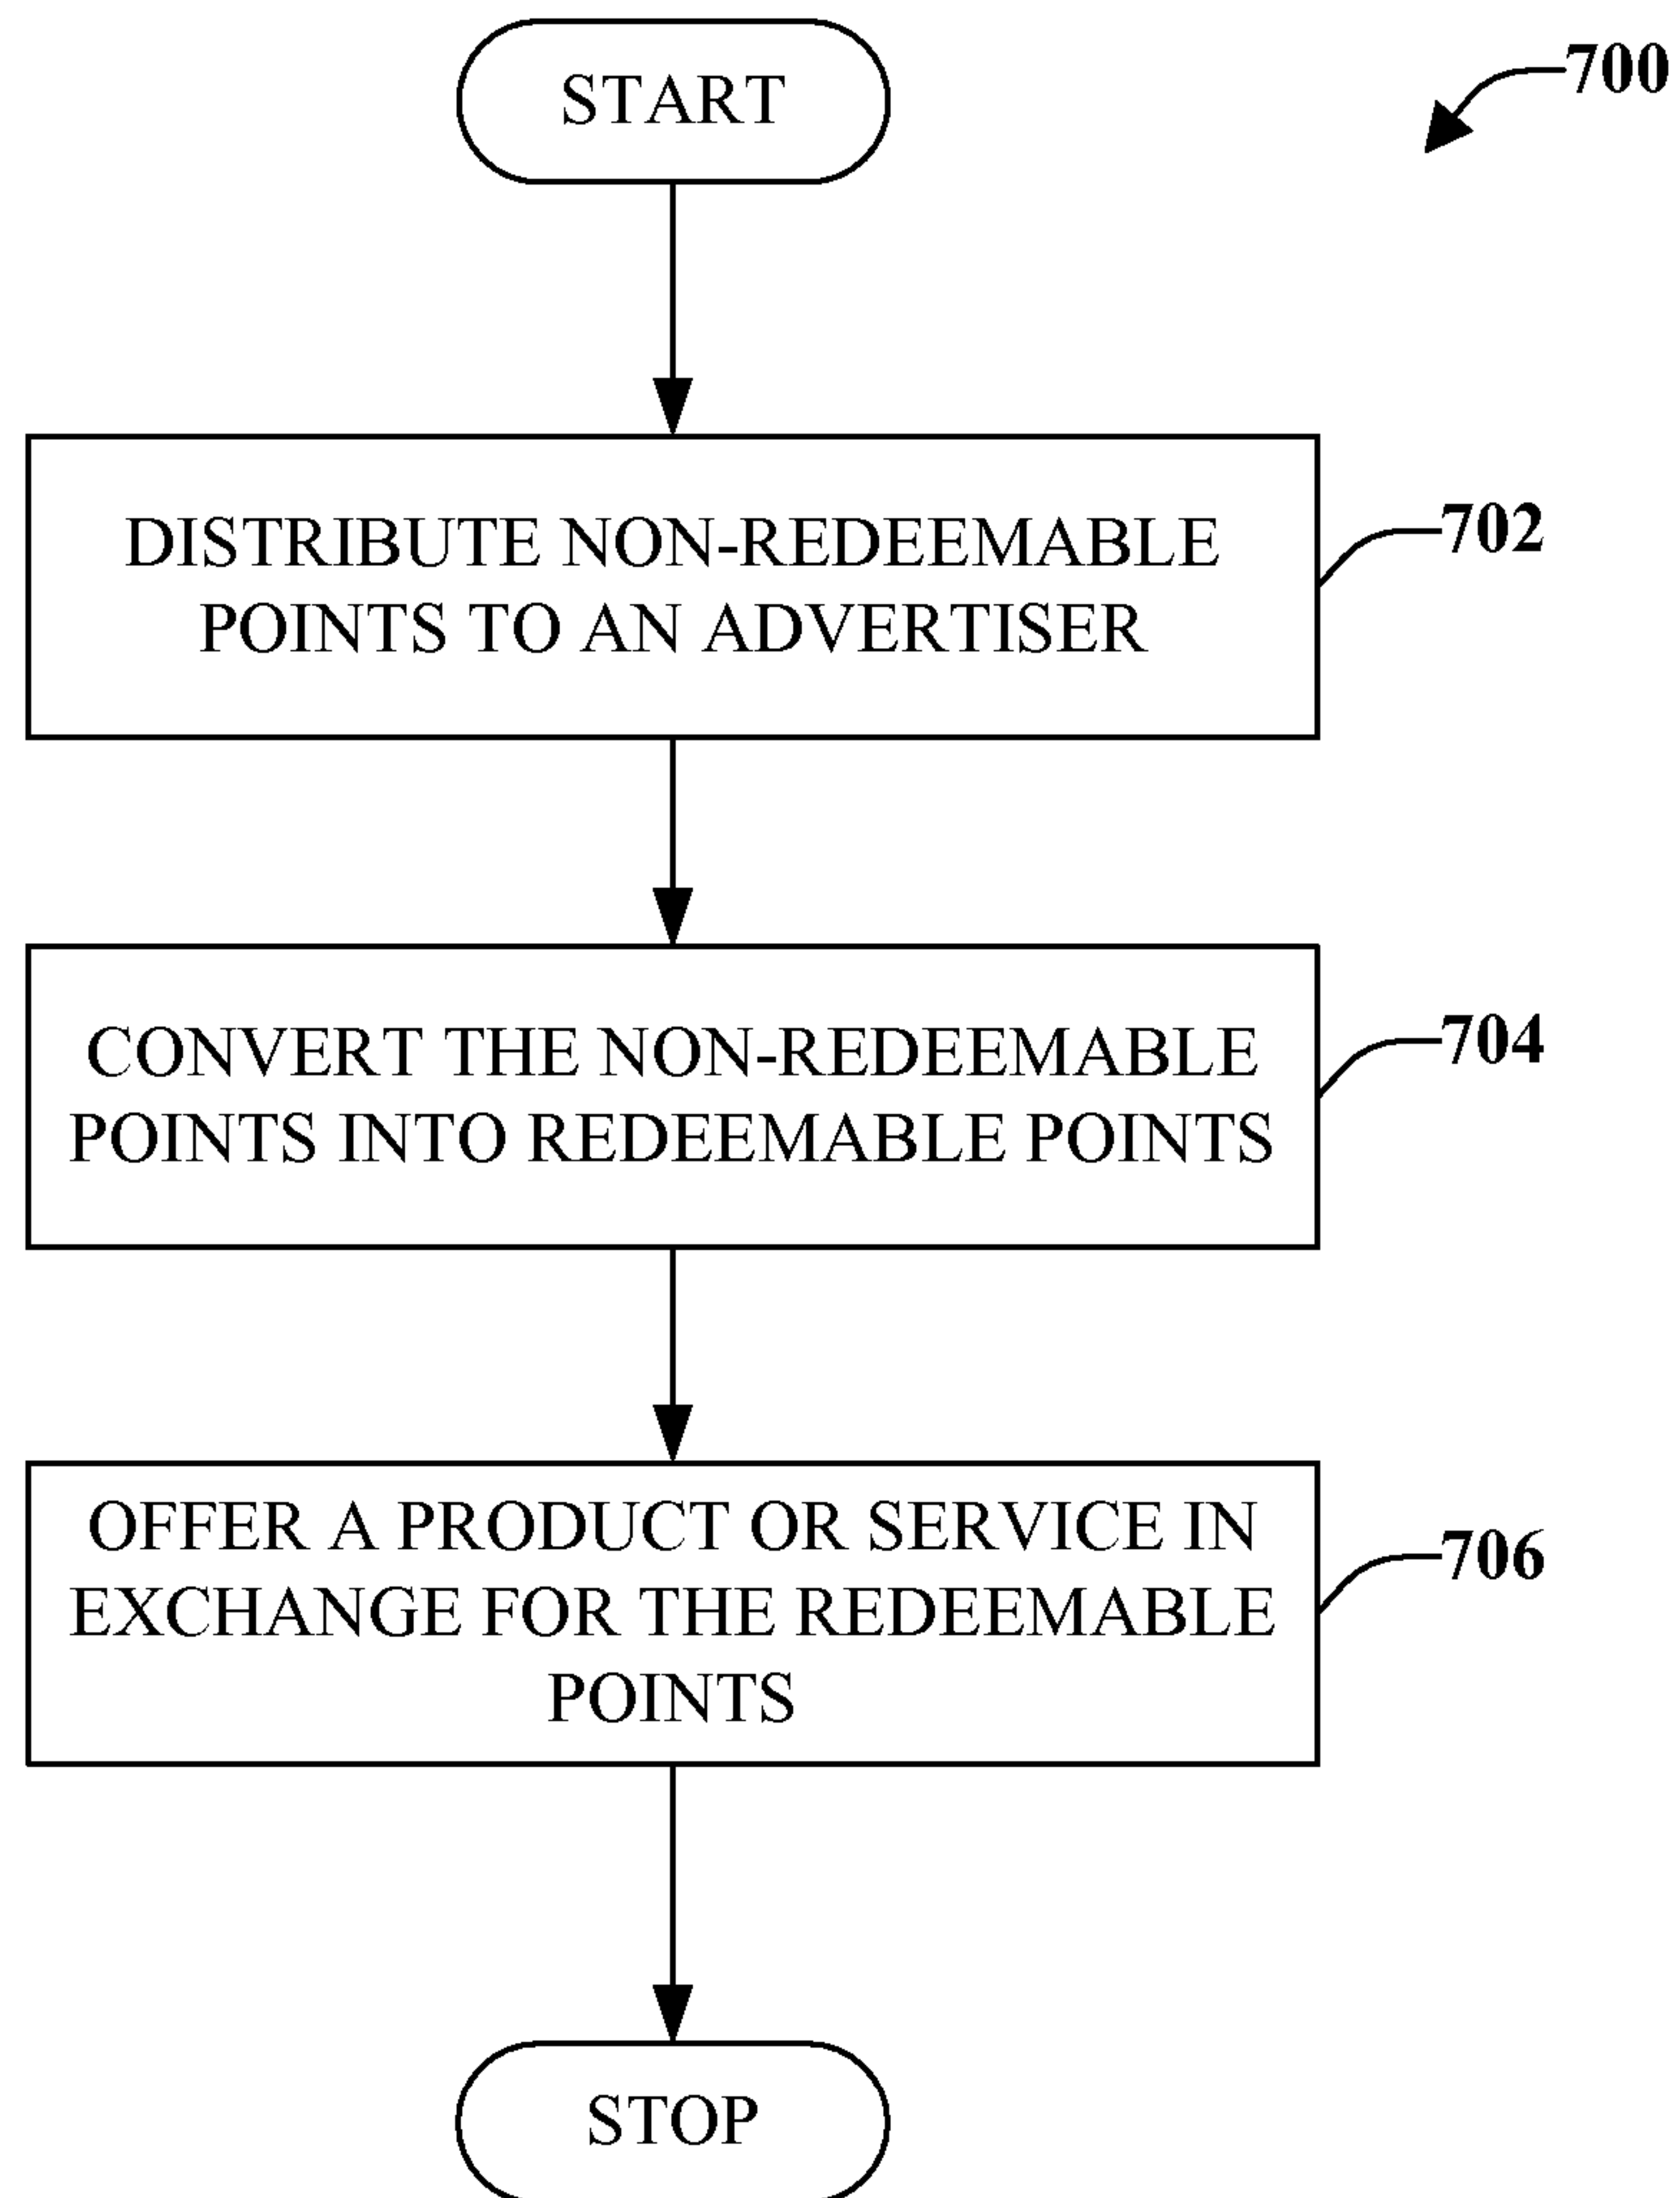 START
700
DISTRIBUTE NON-REDEEMABLE
POINTS TO AN ADVERTISER
702
CONVERT THE NON-REDEEMABLE
POINTS INTO REDEEMABLE POINTS
704
OFFER A PRODUCT OR SERVICE IN
EXCHANGE FOR THE REDEEMABLE
POINTS
706
STOP